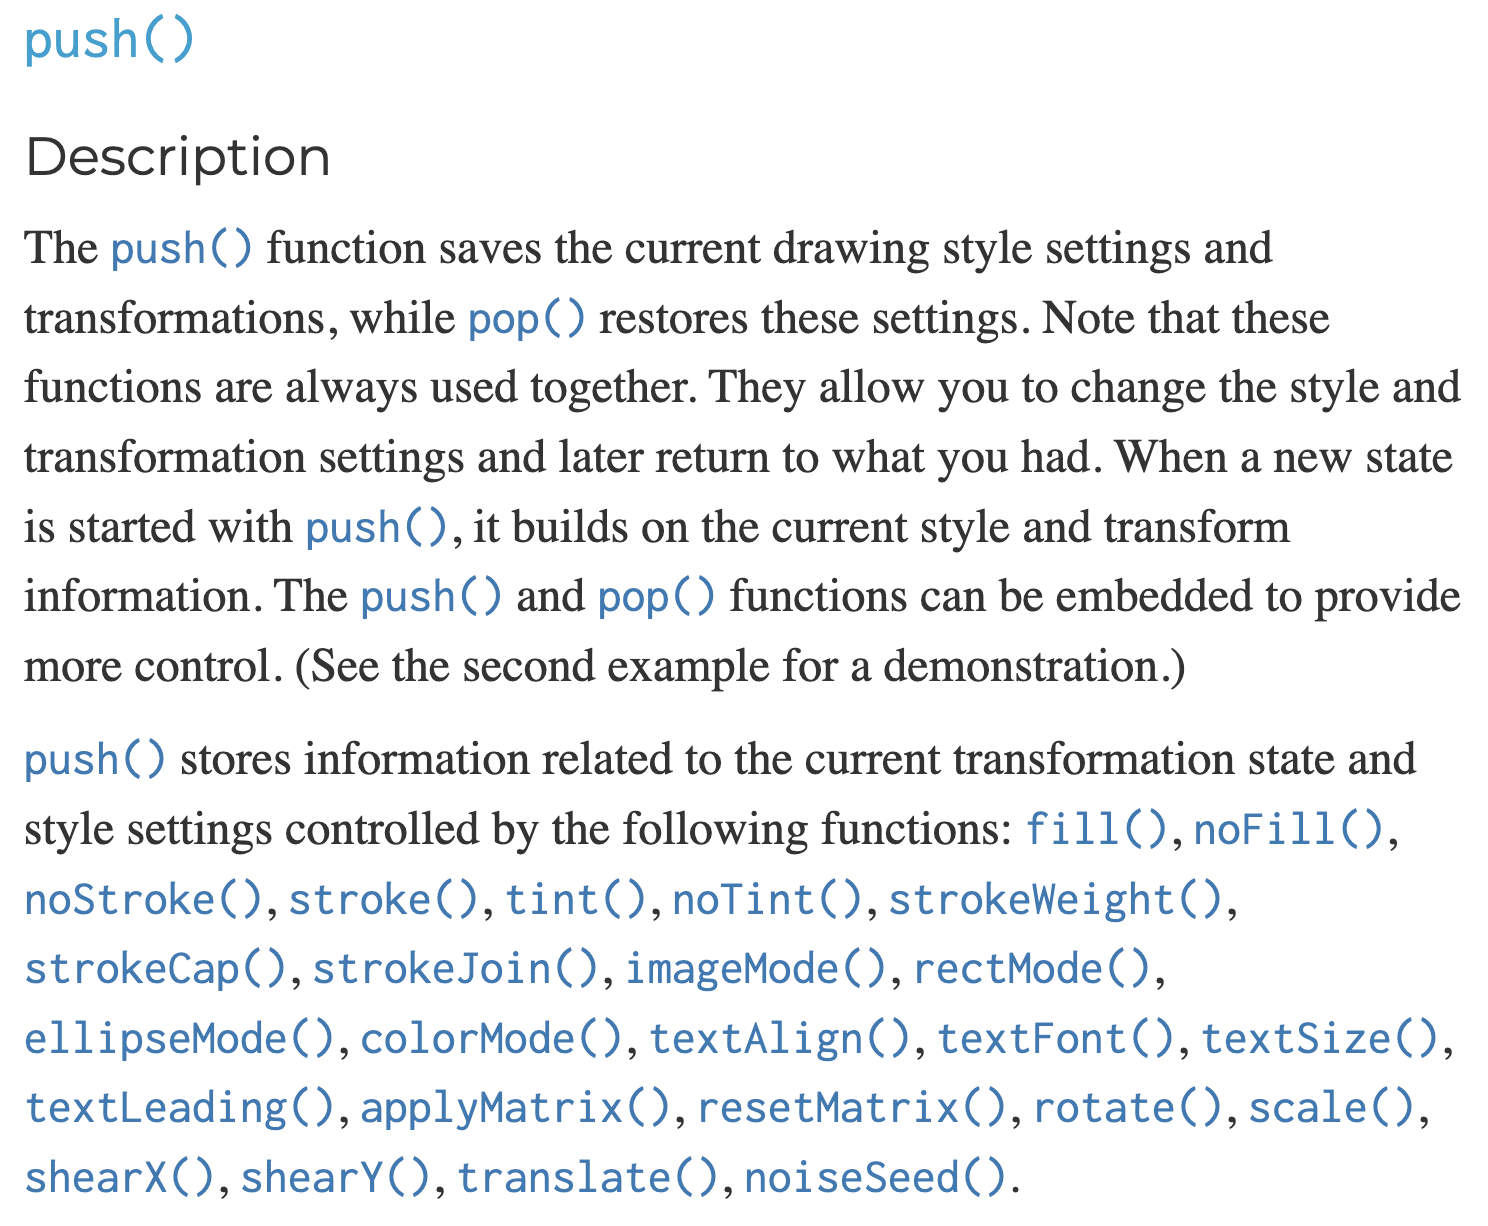 push()
Description
The push() function saves the current drawing style settings and
transformations, while pop() restores these settings. Note that these
functions are always used together. They allow you to change the style and
transformation settings and later return to what you had. When a new state
is started with push(), it builds on the current style and transform
information. The push() and pop() functions can be embedded to provide
more control. (See the second example for a demonstration.)
push() stores information related to the current transformation state and
style settings controlled by the following functions: fill(), noFill(),
noStroke(), stroke(), tint(), noTint(), strokeWeight(),
strokeCap(), strokeJoin(), imageMode(), rectMode(),
ellipseMode(), colorMode(), textAlign(), textFont(), textSize(),
textLeading(), applyMatrix(), resetMatrix(), rotate(), scale(),
shearX(), shearY(), translate(), noiseSeed().